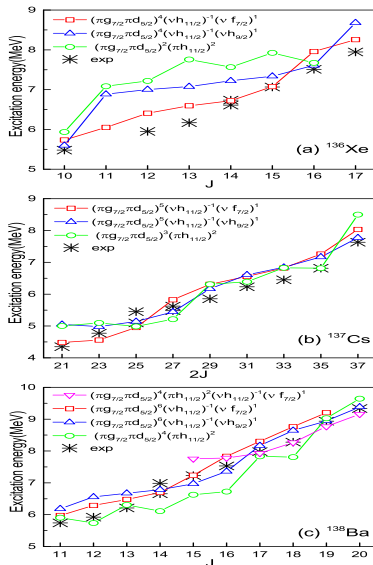 Excitation energy(MeV)
9
8
7
6
5
(πg7/2πd5/2)⁴(νh11/2)⁻¹(ν f7/2)¹
(πg7/2πd5/2)⁴(νh11/2)⁻¹(νh9/2)¹
(πg7/2πd5/2)²(πh11/2)²
exp
(a) ¹³⁶Xe
10 11 12 13 14 15 16 17
J
Excitation energy(MeV)
9
8
7
6
5
4
(πg7/2πd5/2)⁵(νh11/2)⁻¹(ν f7/2)¹
(πg7/2πd5/2)⁵(νh11/2)⁻¹(νh9/2)¹
(πg7/2πd5/2)³(πh11/2)²
exp
(b) ¹³⁷Cs
21 23 25 27 29 31 33 35 37
2J
Excitation energy(MeV)
10
9
8
7
6
5
(πg7/2πd5/2)⁴(πh11/2)²(νh11/2)⁻¹(ν f7/2)¹
(πg7/2πd5/2)⁶(νh11/2)⁻¹(ν f7/2)¹
(πg7/2πd5/2)⁶(νh11/2)⁻¹(νh9/2)¹
(πg7/2πd5/2)⁴(πh11/2)²
exp
(c) ¹³⁸Ba
11 12 13 14 15 16 17 18 19 20
J